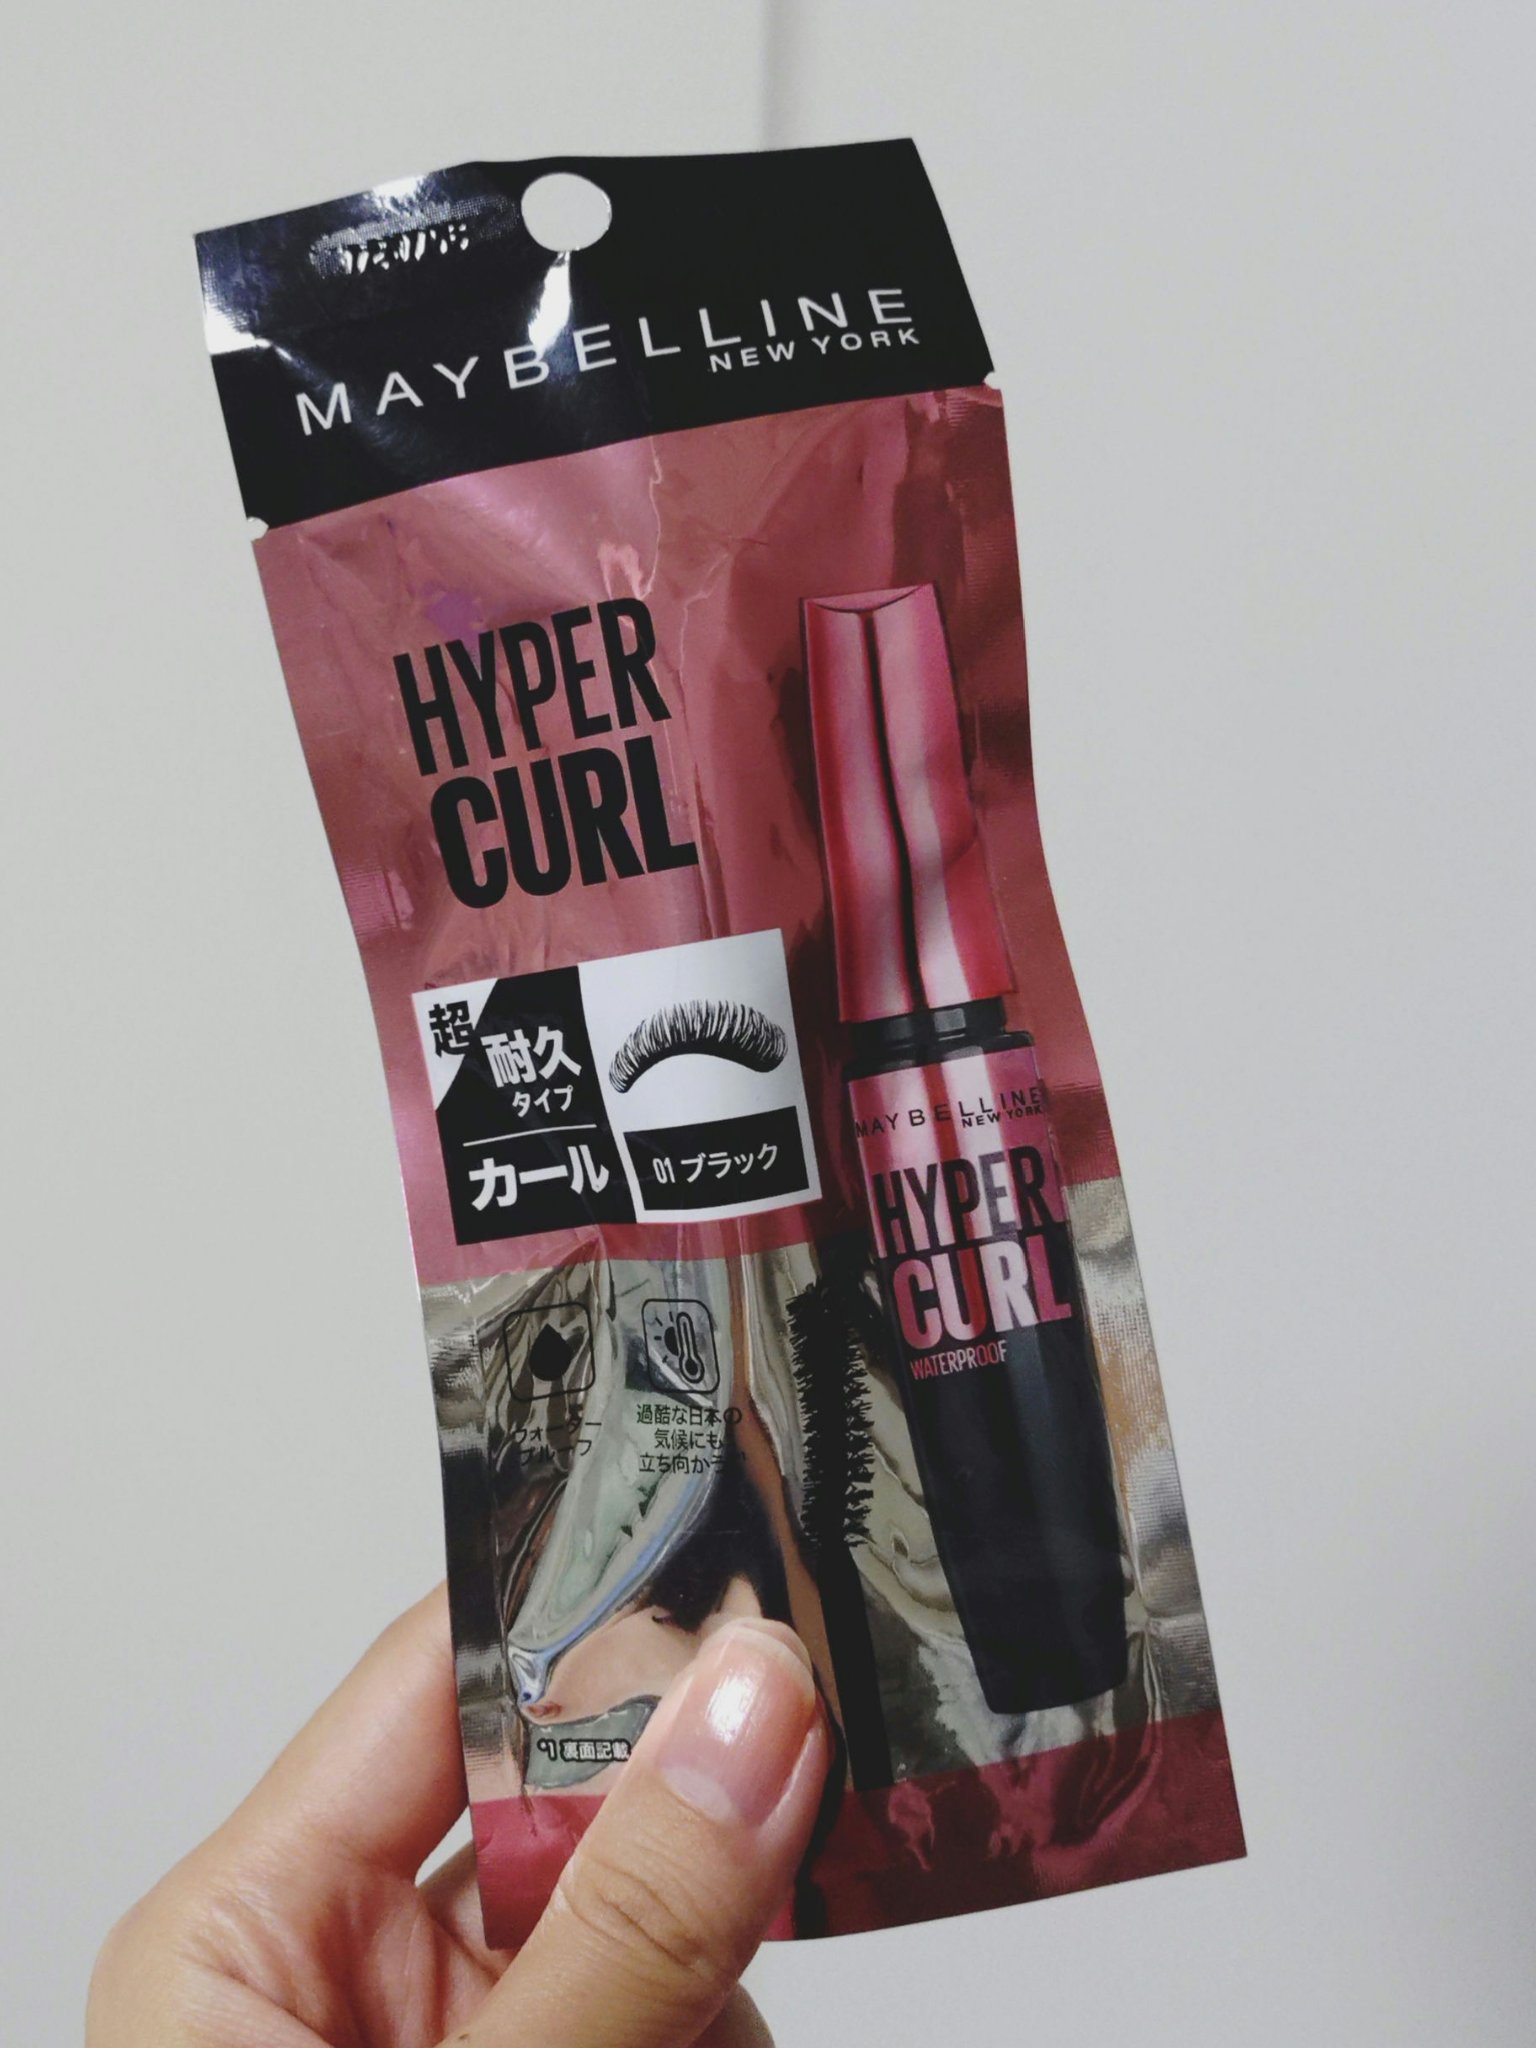 MAYBELLINE
NEW YORK
HYPER
CURL
超
耐久
タイプ
カール
01 ブラック
MAYBELLINE
NEW YORK
HYPER
CURL
WATERPROOF
ウォーター
プルーフ
過酷な日本の
気候にも
立ち向かう*1
*1 裏面記載